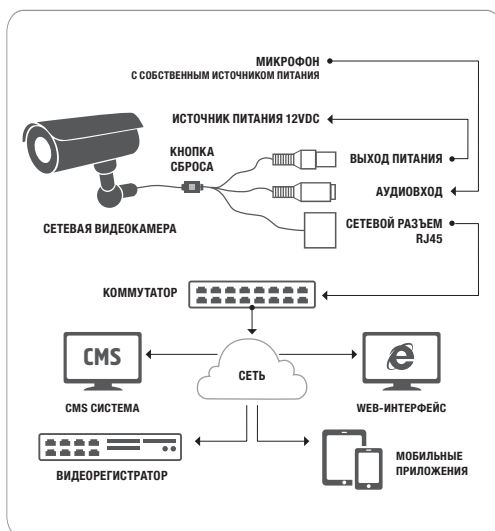 МИКРОФОН
С СОБСТВЕННЫМ ИСТОЧНИКОМ ПИТАНИЯ
ИСТОЧНИК ПИТАНИЯ 12VDC
КНОПКА
СБРОСА
ВЫХОД ПИТАНИЯ
АУДИОВХОД
СЕТЕВАЯ ВИДЕОКАМЕРА
СЕТЕВОЙ РАЗЪЕМ
RJ45
КОММУТАТОР
CMS
СЕТЬ
CMS СИСТЕМА
WEB-ИНТЕРФЕЙС
ВИДЕОРЕГИСТРАТОР
МОБИЛЬНЫЕ
ПРИЛОЖЕНИЯ